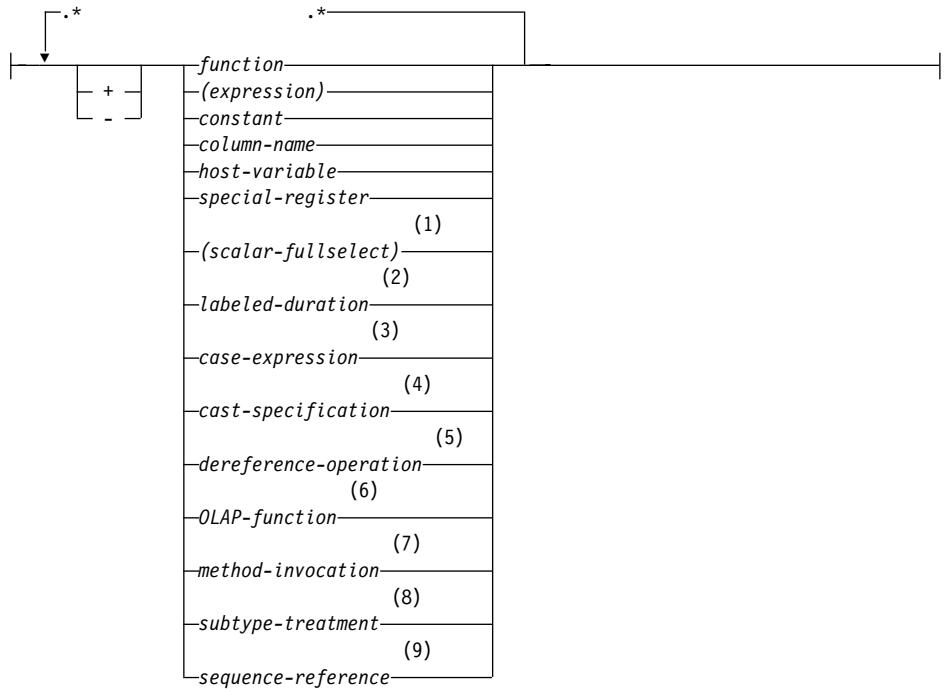 .* .*
function
+ (expression)
- constant
column-name
host-variable
special-register
(1)
(scalar-fullselect)
(2)
labeled-duration
(3)
case-expression
(4)
cast-specification
(5)
dereference-operation
(6)
OLAP-function
(7)
method-invocation
(8)
subtype-treatment
(9)
sequence-reference